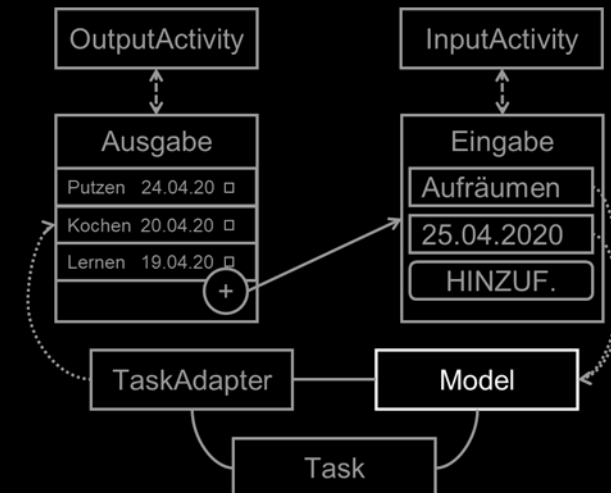 OutputActivity
InputActivity
Ausgabe
Putzen 24.04.20
Kochen 20.04.20
Lernen 19.04.20
+
Eingabe
Aufräumen
25.04.2020
HINZUF.
TaskAdapter
Model
Task